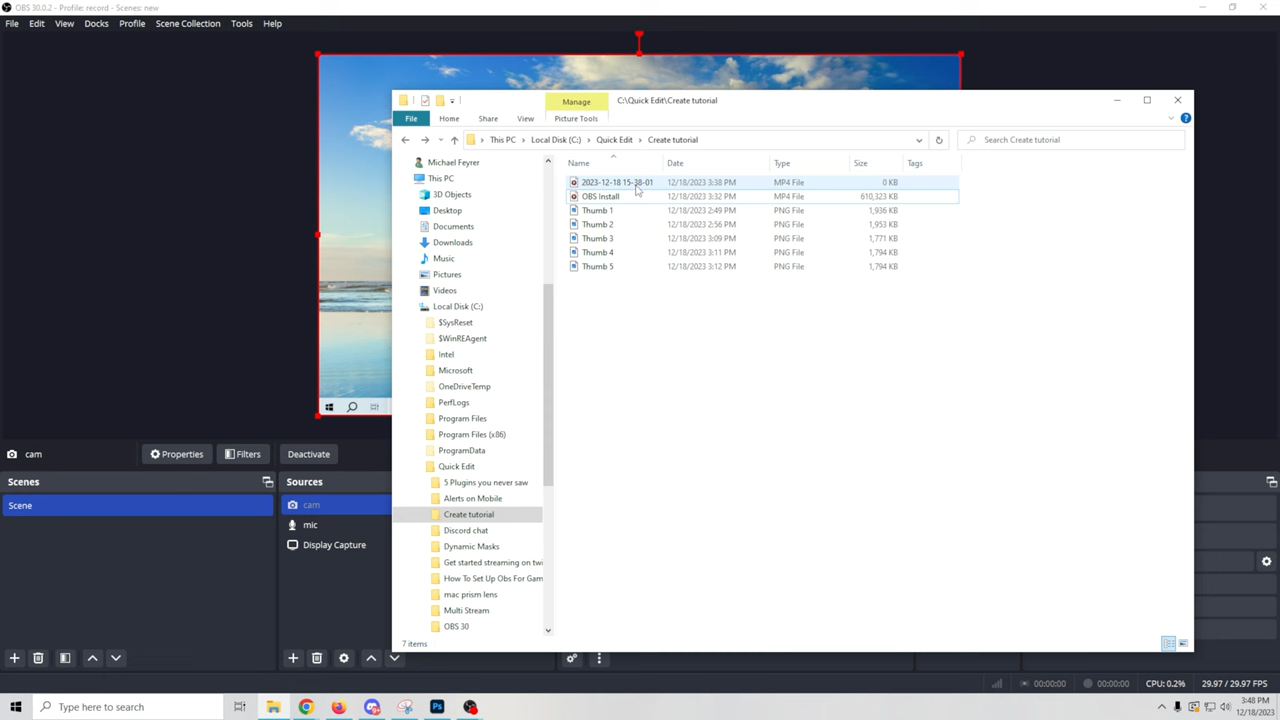 OBS 30.0.2 - Profile: record - Scenes: new
File Edit View Docks Profile Scene Collection Tools Help
Manage C:\Quick Edit\Create tutorial
File Home Share View Picture Tools
This PC Local Disk (C:) Quick Edit Create tutorial Search Create tutorial
Name Date Type Size Tags
2023-12-18 15-38-01 12/18/2023 3:38 PM MP4 File 0 KB
OBS Install 12/18/2023 3:32 PM MP4 File 610,323 KB
Thumb 1 12/18/2023 2:49 PM PNG File 1,936 KB
Thumb 2 12/18/2023 2:56 PM PNG File 1,953 KB
Thumb 3 12/18/2023 3:09 PM PNG File 1,771 KB
Thumb 4 12/18/2023 3:11 PM PNG File 1,794 KB
Thumb 5 12/18/2023 3:12 PM PNG File 1,794 KB
Michael Feyrer
This PC
3D Objects
Desktop
Documents
Downloads
Music
Pictures
Videos
Local Disk (C:)
$SysReset
$WinREAgent
Intel
Microsoft
OneDriveTemp
PerfLogs
Program Files
Program Files (x86)
ProgramData
Quick Edit
5 Plugins you never saw
Alerts on Mobile
Create tutorial
Discord chat
Dynamic Masks
Get started streaming on twi
How To Set Up Obs For Gam
mac prism lens
Multi Stream
OBS 30
7 items
cam Properties Filters Deactivate
Scenes Sources
Scene cam
mic
Display Capture
00:00:00 00:00:00 CPU: 0.2% 29.97 / 29.97 FPS
Type here to search
Ps
3:48 PM
12/18/2023